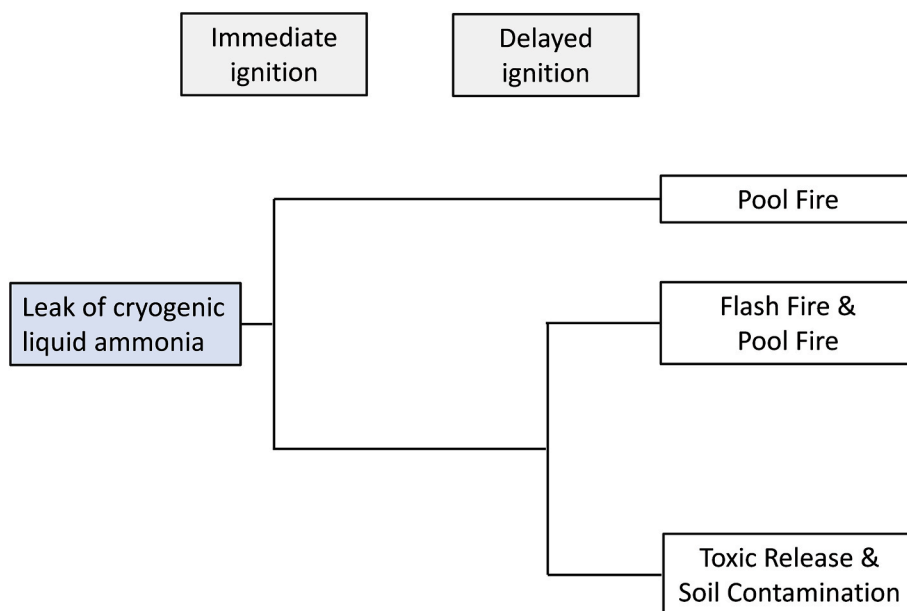 Immediate
ignition
Delayed
ignition
Pool Fire
Leak of cryogenic
liquid ammonia
Flash Fire &
Pool Fire
Toxic Release &
Soil Contamination